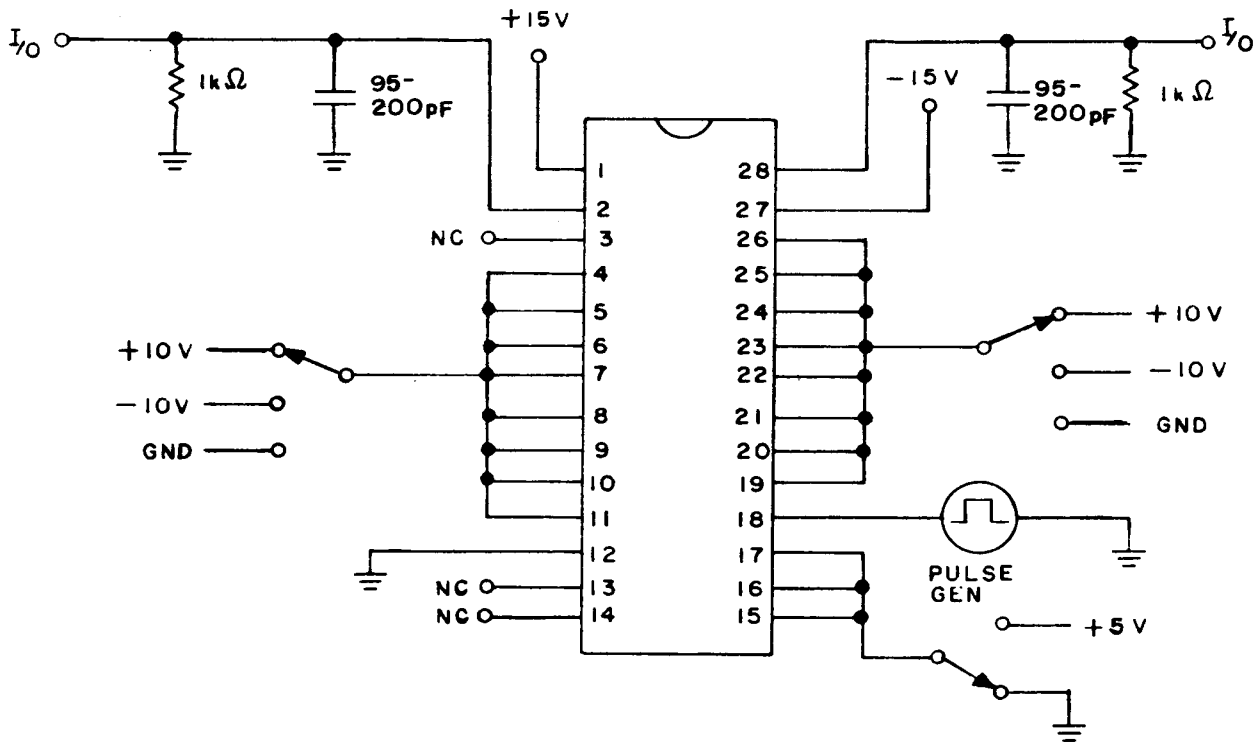 I/O
+15V
I/O
1kΩ
95-
200pF
-15V
95-
200pF
1kΩ
1
28
2
27
NC
3
26
4
25
5
24
+10V
6
23
+10V
7
22
-10V
-10V
8
21
GND
GND
9
20
10
19
11
18
12
17
PULSE
GEN
NC
13
16
NC
14
15
+5V